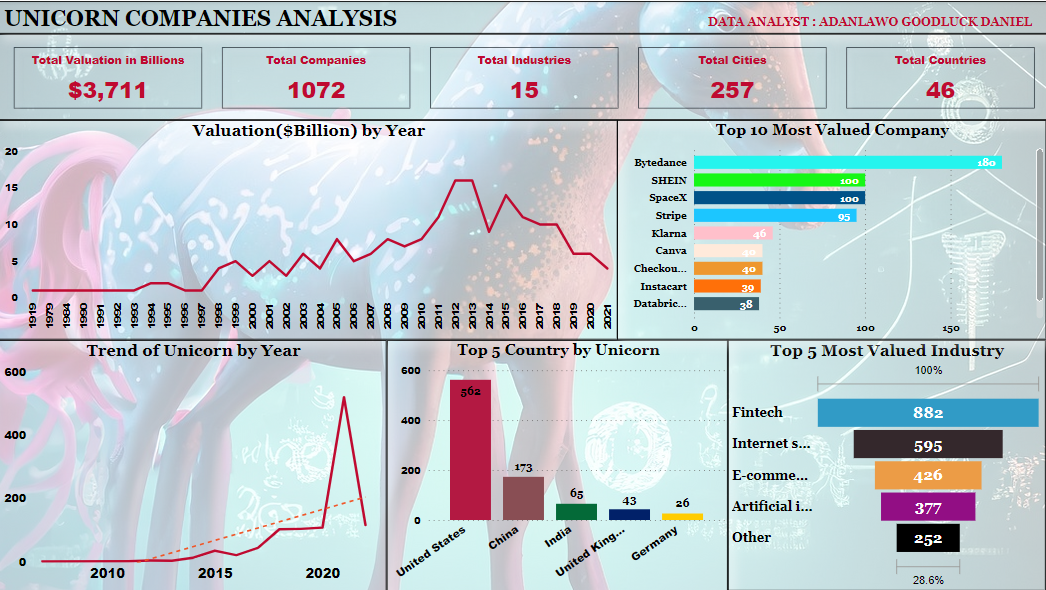 UNICORN COMPANIES ANALYSIS
DATA ANALYST : ADANLAWO GOODLUCK DANIEL
Total Valuation in Billions
$3,711
Total Companies
1072
Total Industries
15
Total Cities
257
Total Countries
46
Valuation($Billion) by Year
20
15
10
5
0
1919
1979
1984
1990
1991
1992
1993
1994
1995
1996
1997
1998
1999
2000
2001
2002
2003
2004
2005
2006
2007
2008
2009
2010
2011
2012
2013
2014
2015
2016
2017
2018
2019
2020
2021
Top 10 Most Valued Company
Bytedance 180
SHEIN 100
SpaceX 100
Stripe 95
Klarna 46
Canva 40
Checkou... 40
Instacart 39
Databric... 38
0 50 100 150
Trend of Unicorn by Year
600
400
200
0
2010 2015 2020
Top 5 Country by Unicorn
600
400
200
0
562
173
65
43
26
United States
China
India
United King...
Germany
Top 5 Most Valued Industry
100%
Fintech 882
Internet s... 595
E-comme... 426
Artificial i... 377
Other 252
28.6%